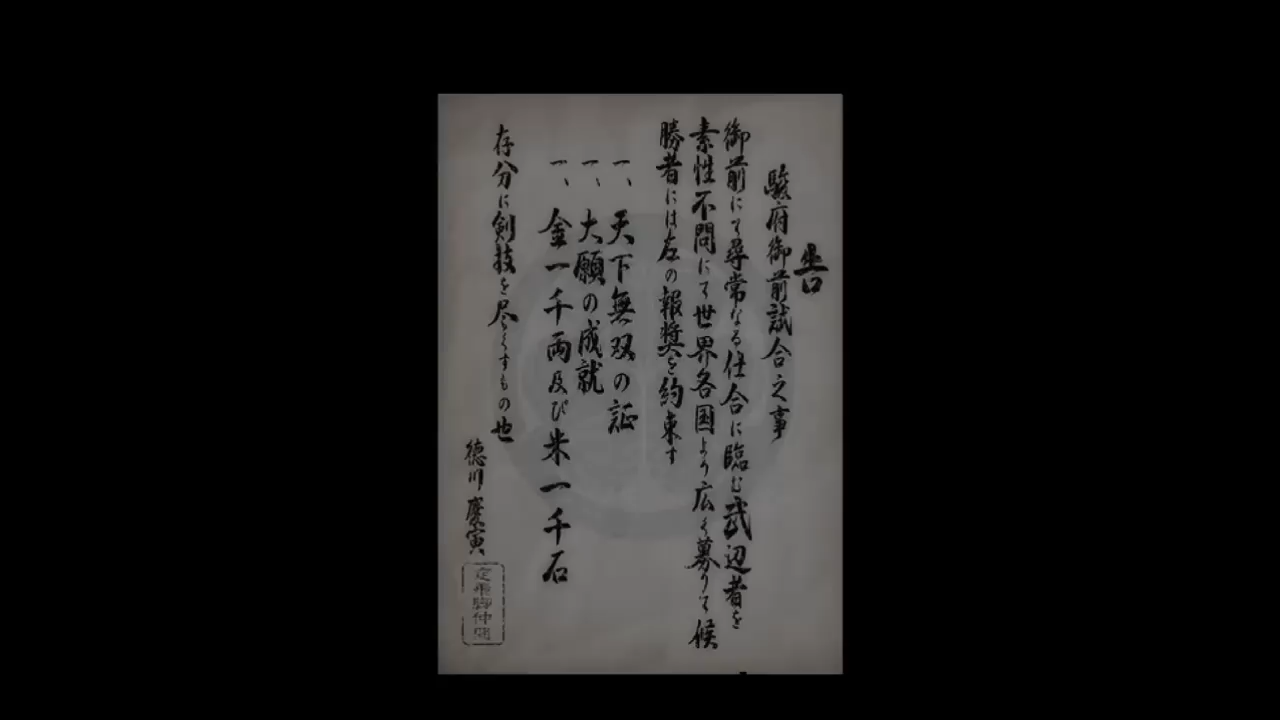 告
駿府御前試合之事
御前にて尋常なる仕合に臨む武辺者を
素性不問にて世界各国より広く募りて候
勝者には左の報奨を約束す
一、天下無双の証
一、大願の成就
一、金一千両及び米一千石
存分に剣技を尽くすもの也
徳川慶寅